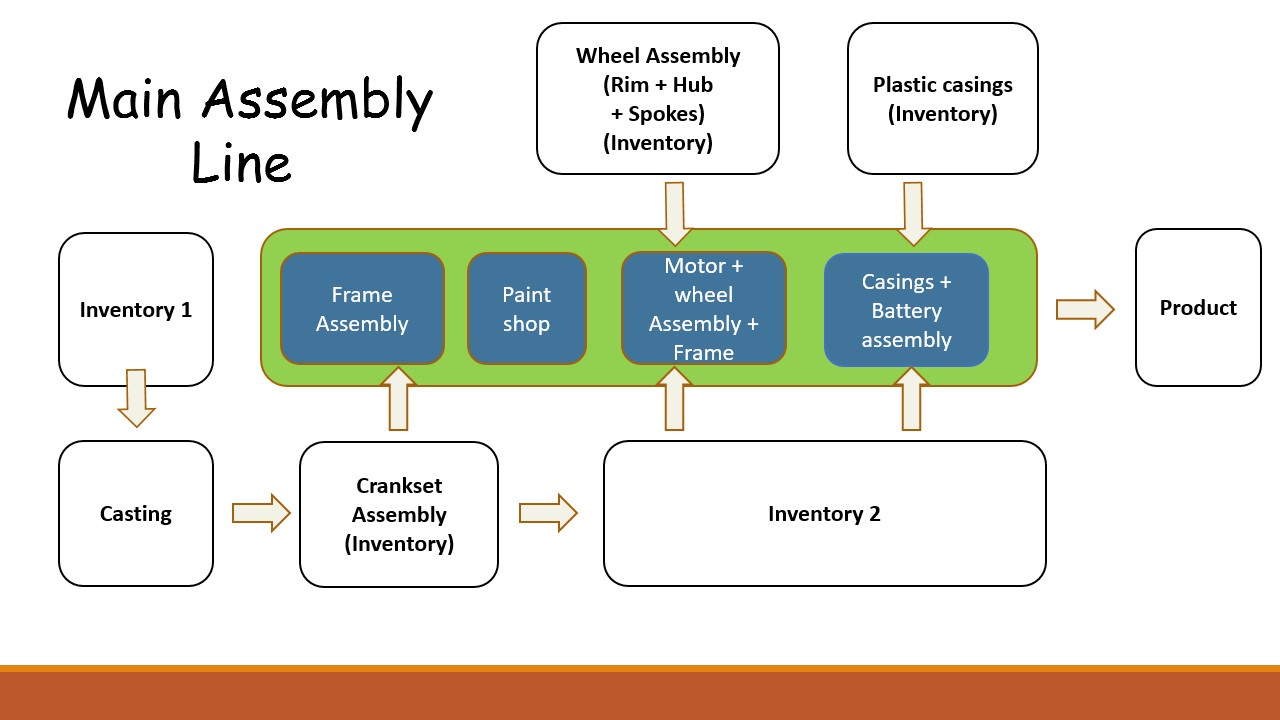 Main Assembly
Line
Wheel Assembly
(Rim + Hub
+ Spokes)
(Inventory)
Plastic casings
(Inventory)
Inventory 1
Frame
Assembly
Paint
shop
Motor +
wheel
Assembly +
Frame
Casings +
Battery
assembly
Product
Casting
Crankset
Assembly
(Inventory)
Inventory 2